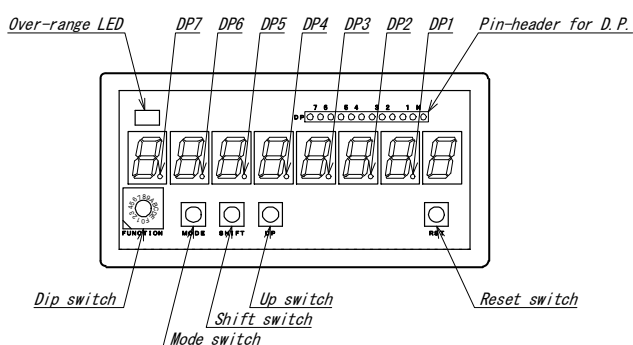 Over-range LED DP7 DP6 DP5 DP4 DP3 DP2 DP1 Pin-header for D.P.
7 6 5 4 3 2 1 N
DP
FUNCTION MODE SHIFT UP RST
Dip switch Up switch Reset switch
Shift switch
Mode switch